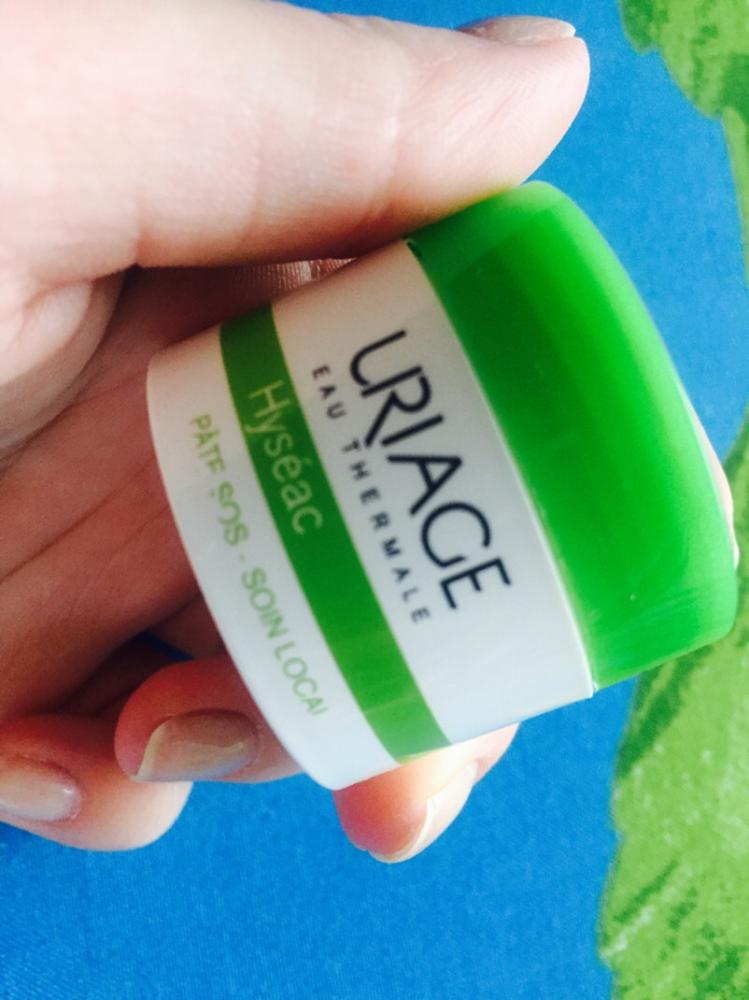 URIAGE
EAU THERMALE
Hyséac
PÂTE SOS - SOIN LOCAL